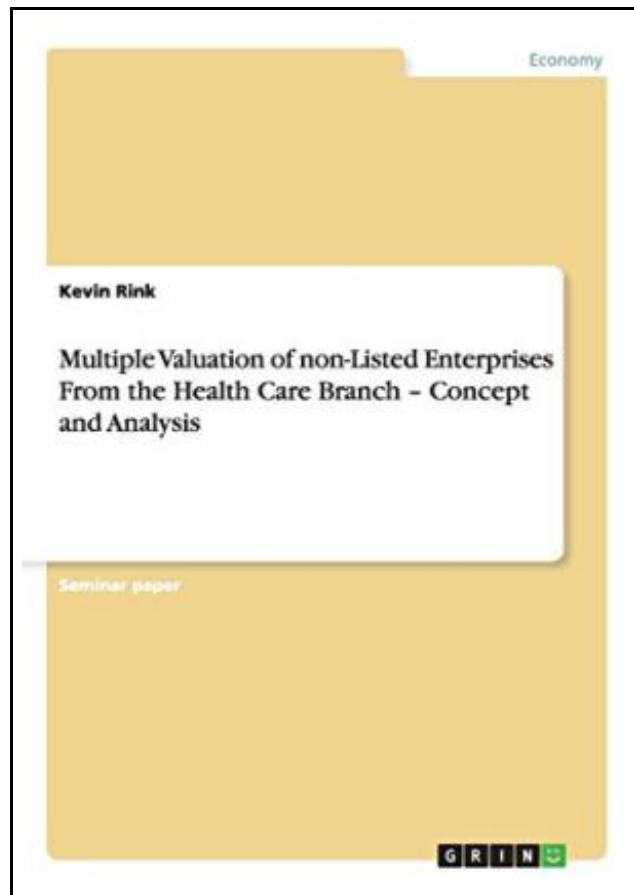 Economy
Kevin Rink
Multiple Valuation of non-Listed Enterprises
From the Health Care Branch – Concept
and Analysis
Seminar paper
GRIN